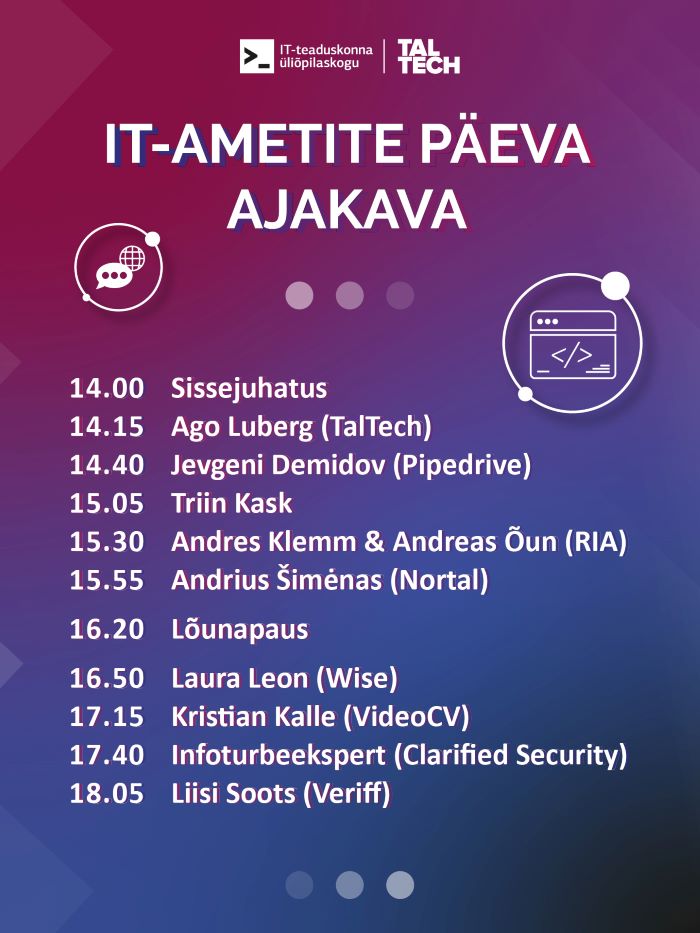 >_ IT-teaduskonna
üliõpilaskogu
TAL
TECH
IT-AMETITE PÄEVA
AJAKAVA
</>
14.00 Sissejuhatus
14.15 Ago Luberg (TalTech)
14.40 Jevgeni Demidov (Pipedrive)
15.05 Triin Kask
15.30 Andres Klemm & Andreas Õun (RIA)
15.55 Andrius Šimėnas (Nortal)
16.20 Lõunapaus
16.50 Laura Leon (Wise)
17.15 Kristian Kalle (VideoCV)
17.40 Infoturbeekspert (Clarified Security)
18.05 Liisi Soots (Veriff)